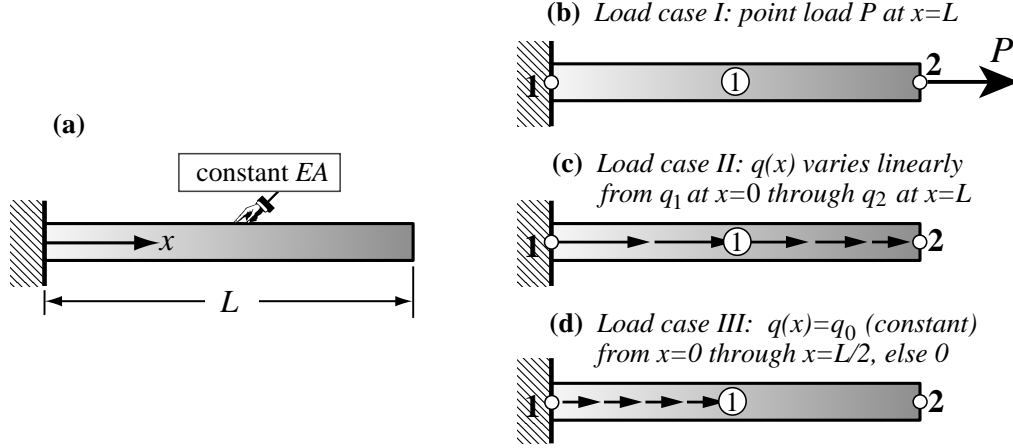 (a)
constant EA
x
L
(b) Load case I: point load P at x=L
1
1
2
P
(c) Load case II: q(x) varies linearly
from q₁ at x=0 through q₂ at x=L
1
1
2
(d) Load case III: q(x)=q₀ (constant)
from x=0 through x=L/2, else 0
1
1
2